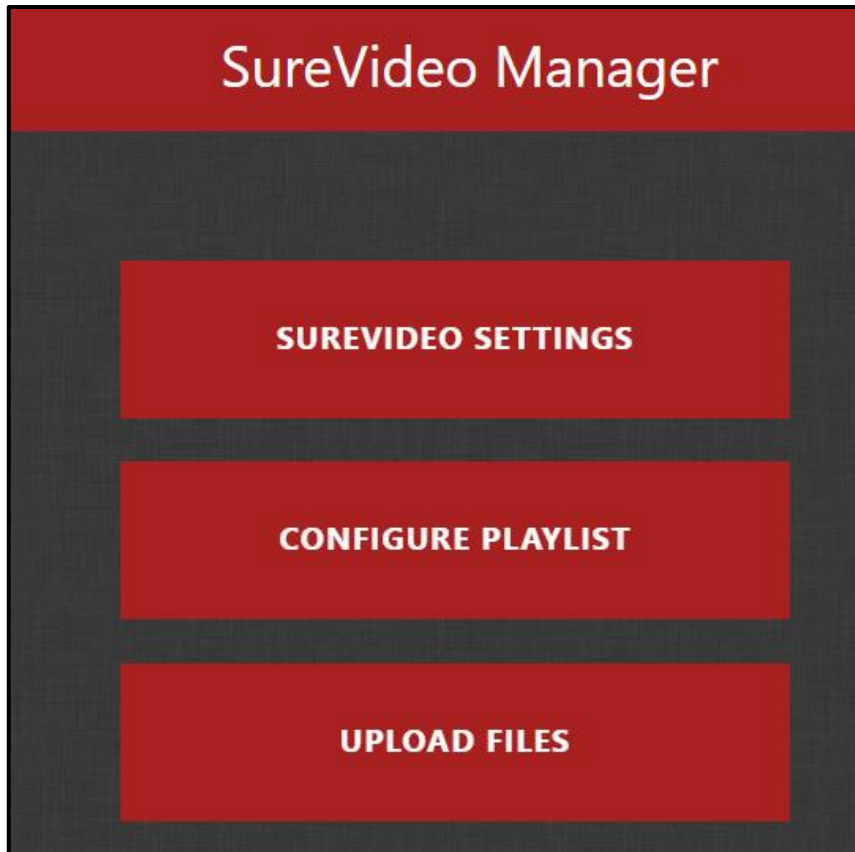 SureVideo Manager
SUREVIDEO SETTINGS
CONFIGURE PLAYLIST
UPLOAD FILES